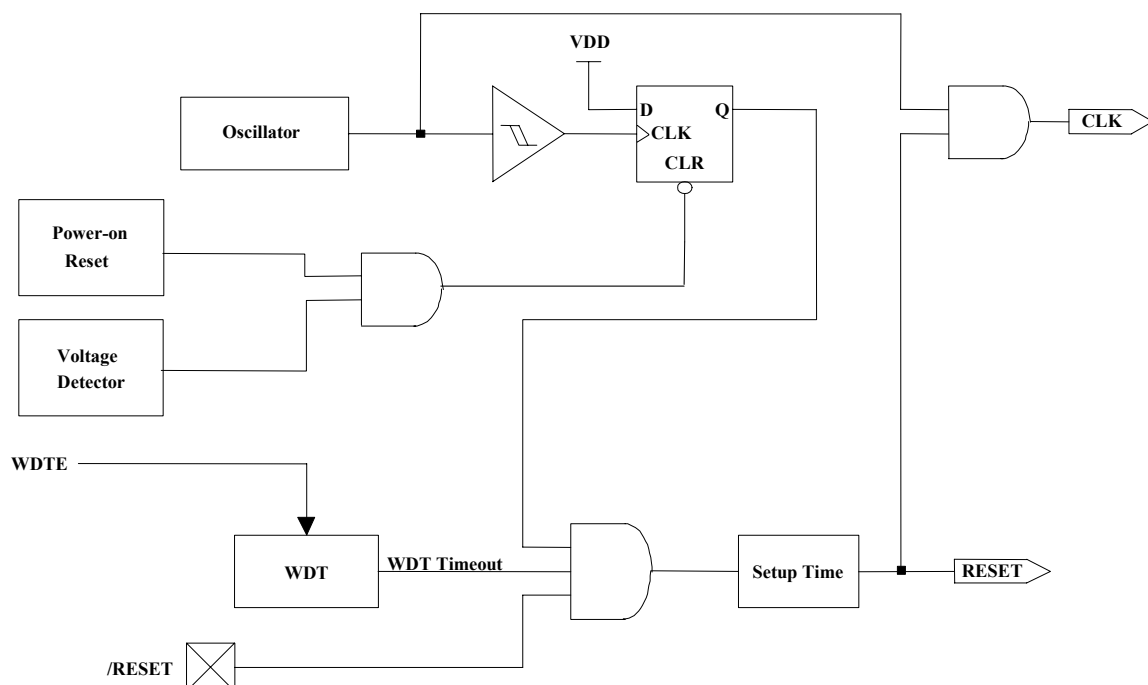 VDD
Oscillator
D
Q
CLK
CLR
CLK
Power-on
Reset
Voltage
Detector
WDTE
WDT
WDT Timeout
Setup Time
RESET
/RESET